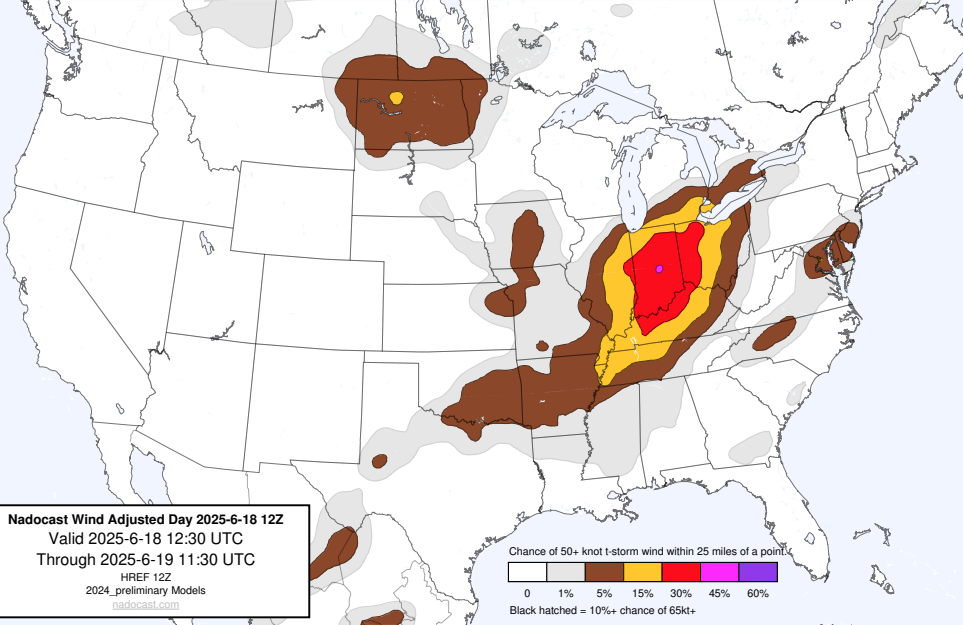 Nadocast Wind Adjusted Day 2025-6-18 12Z
Valid 2025-6-18 12:30 UTC
Through 2025-6-19 11:30 UTC
HREF 12Z
2024_preliminary Models
nadocast.com
Chance of 50+ knot t-storm wind within 25 miles of a point.
0 1% 5% 15% 30% 45% 60%
Black hatched = 10%+ chance of 65kt+